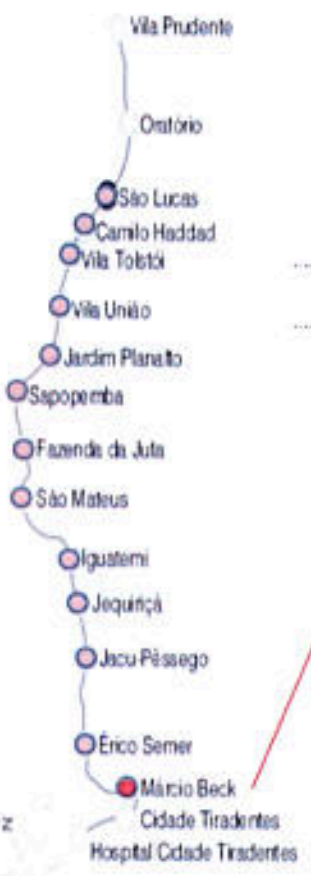 Vila Prudente
Oratório
São Lucas
Camilo Haddad
Vila Tolstói
Vila União
Jardim Planalto
Sapopemba
Fazenda da Juta
São Mateus
Iguatemi
Jequiriçá
Jacu-Pêssego
Érico Semer
Márcio Beck
Cidade Tiradentes
Hospital Cidade Tiradentes